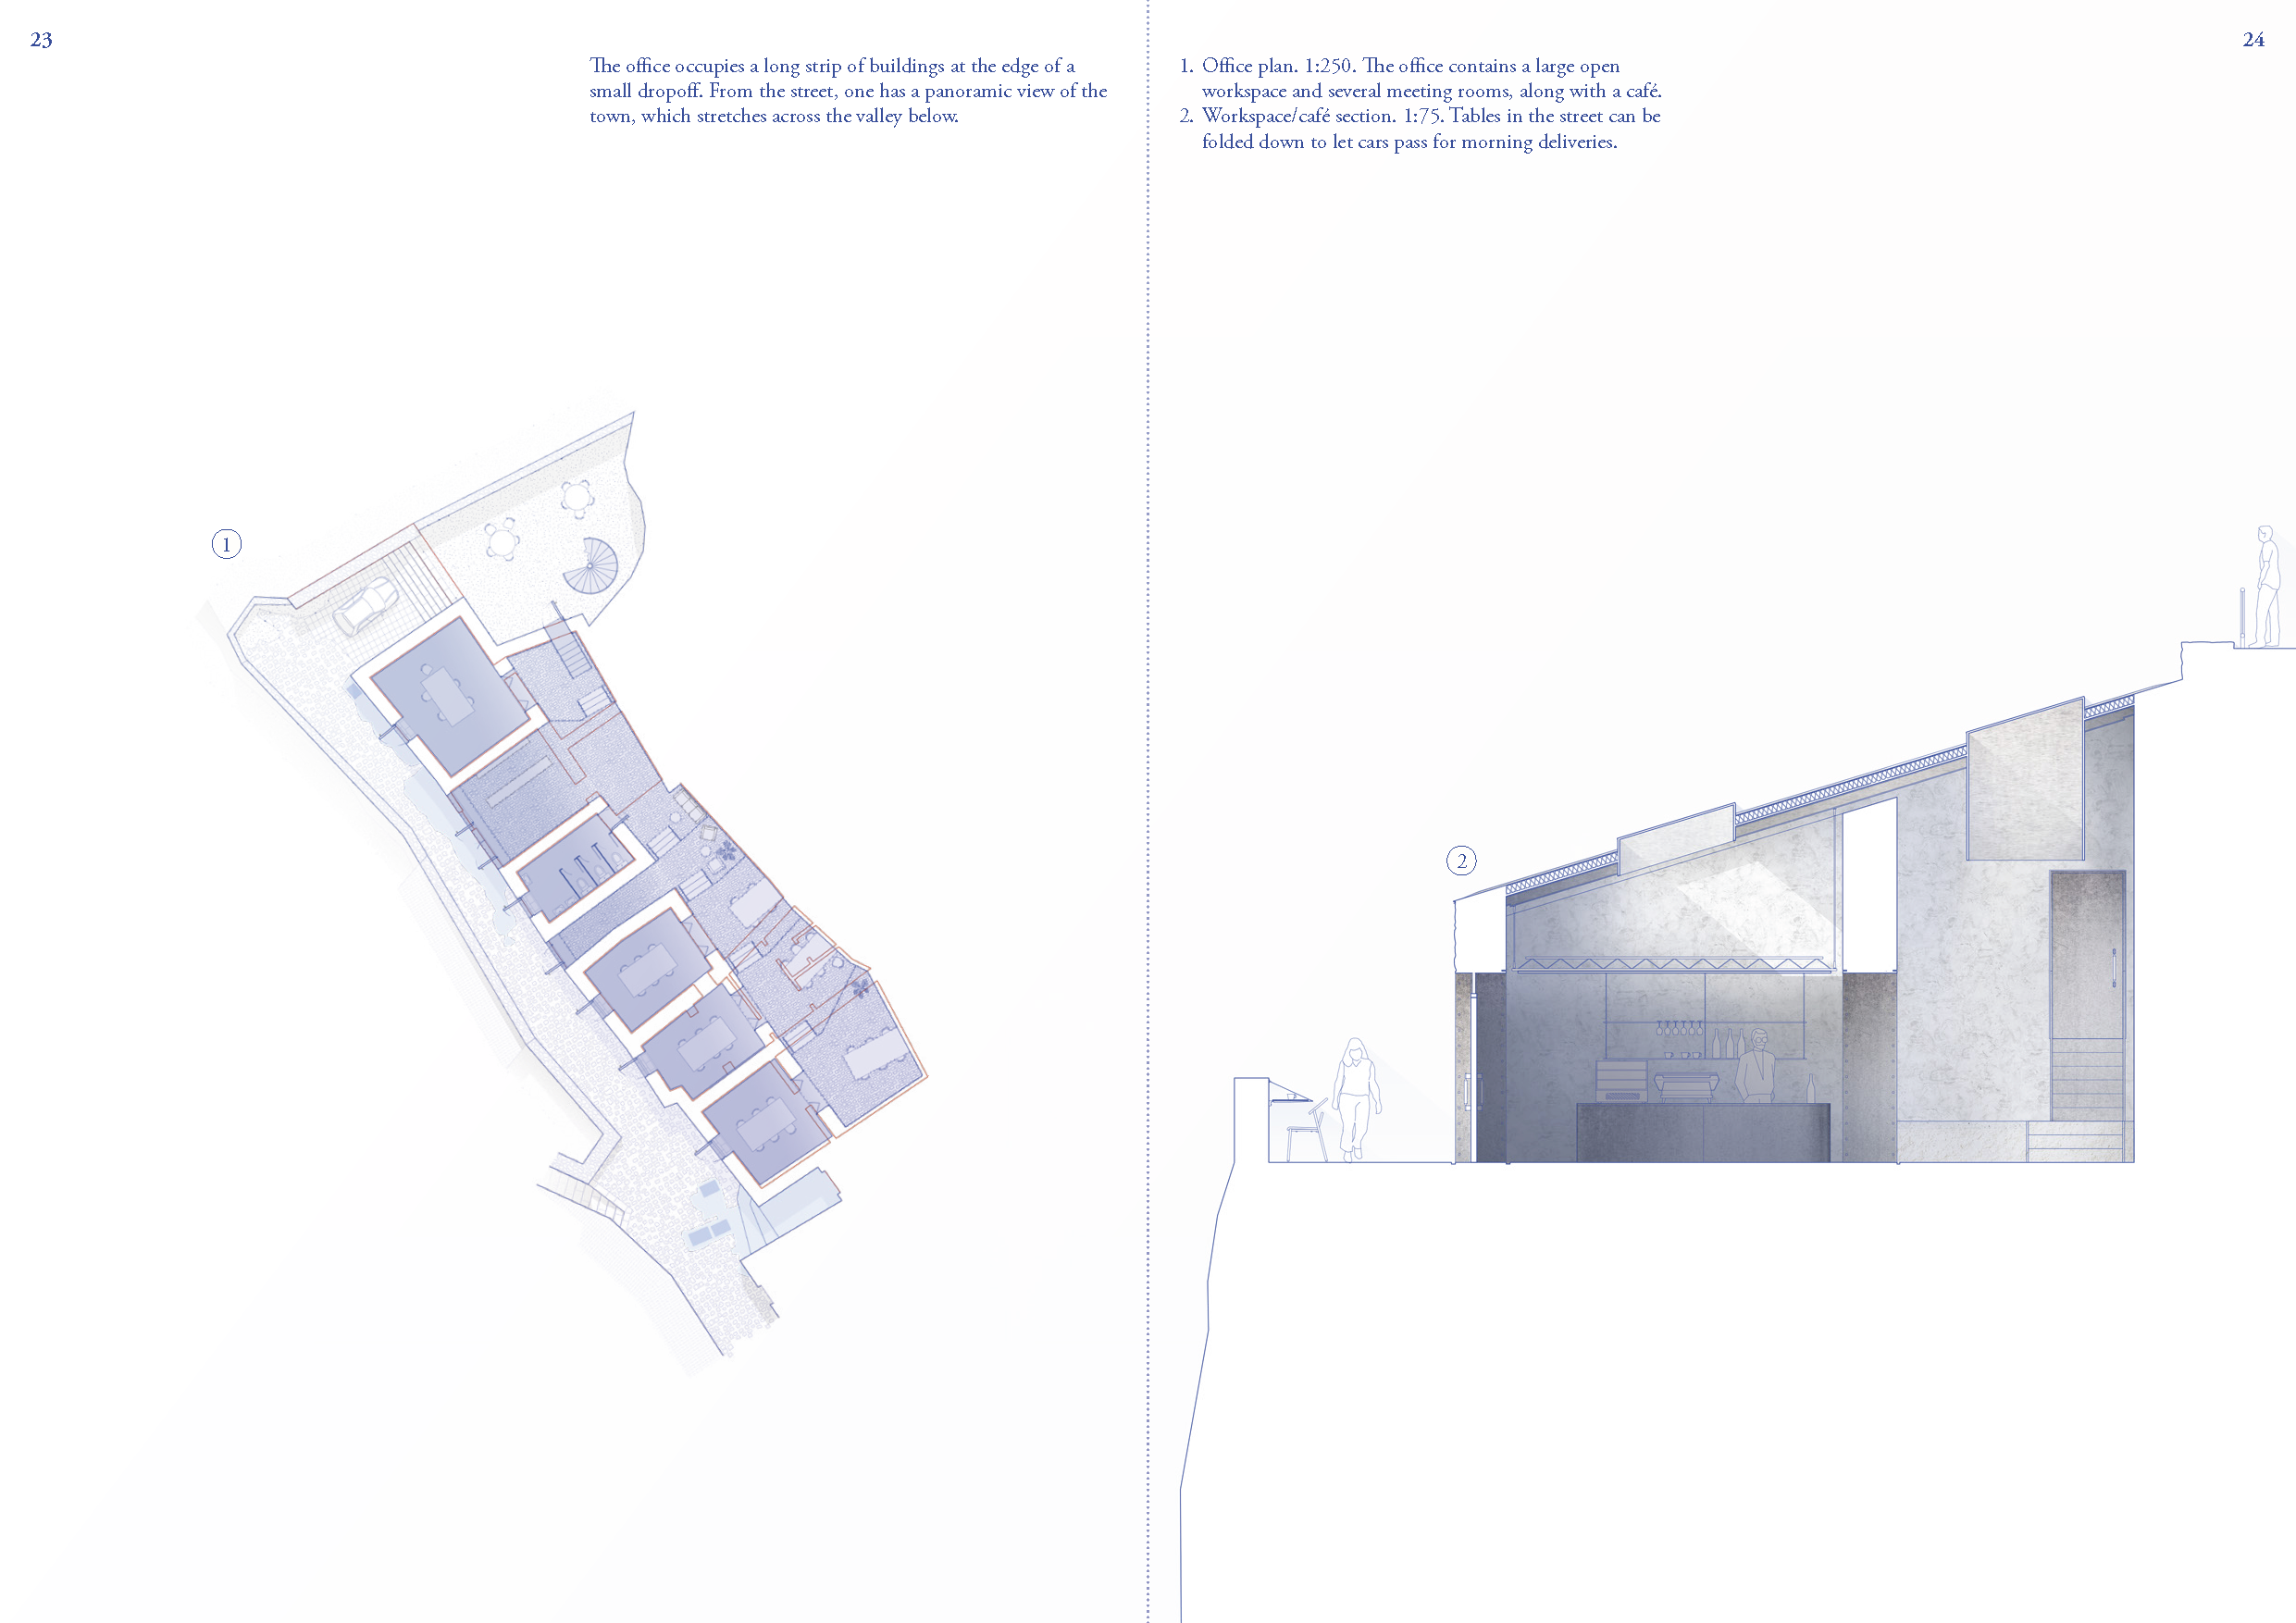 23
The office occupies a long strip of buildings at the edge of a
small dropoff. From the street, one has a panoramic view of the
town, which stretches across the valley below.
1
24
1. Office plan. 1:250. The office contains a large open
workspace and several meeting rooms, along with a café.
2. Workspace/café section. 1:75. Tables in the street can be
folded down to let cars pass for morning deliveries.
2